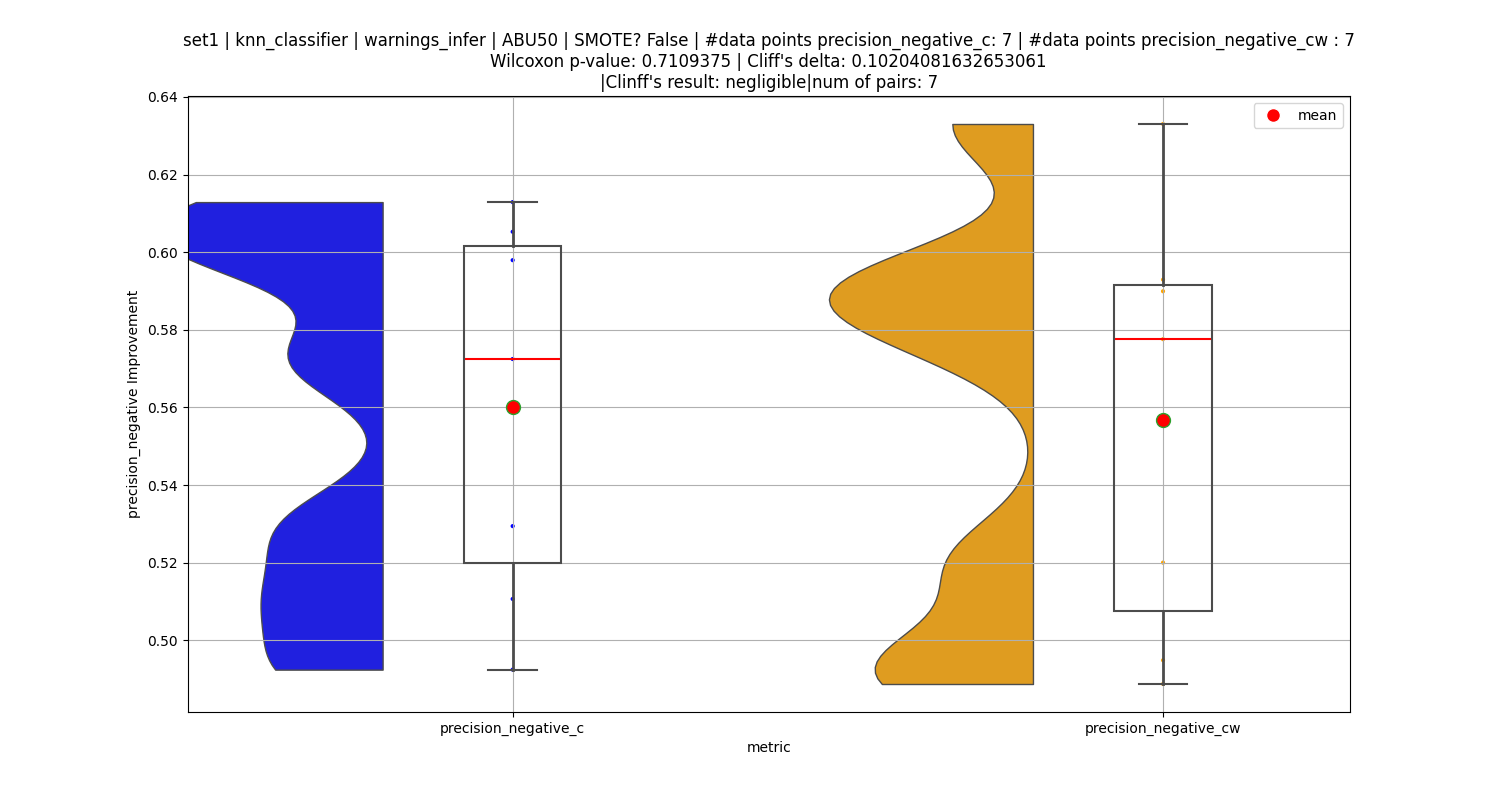 set1 | knn_classifier | warnings_infer | ABU50 | SMOTE? False | #data points precision_negative_c: 7 | #data points precision_negative_cw : 7
Wilcoxon p-value: 0.7109375 | Cliff's delta: 0.10204081632653061
|Clinff's result: negligible|num of pairs: 7
mean
0.64
0.62
0.60
0.58
0.56
0.54
0.52
0.50
precision_negative Improvement
precision_negative_c
precision_negative_cw
metric